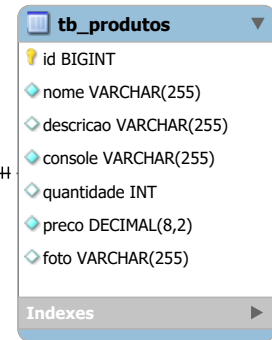 tb_produtos
id BIGINT
nome VARCHAR(255)
descricao VARCHAR(255)
console VARCHAR(255)
quantidade INT
preco DECIMAL(8,2)
foto VARCHAR(255)
Indexes